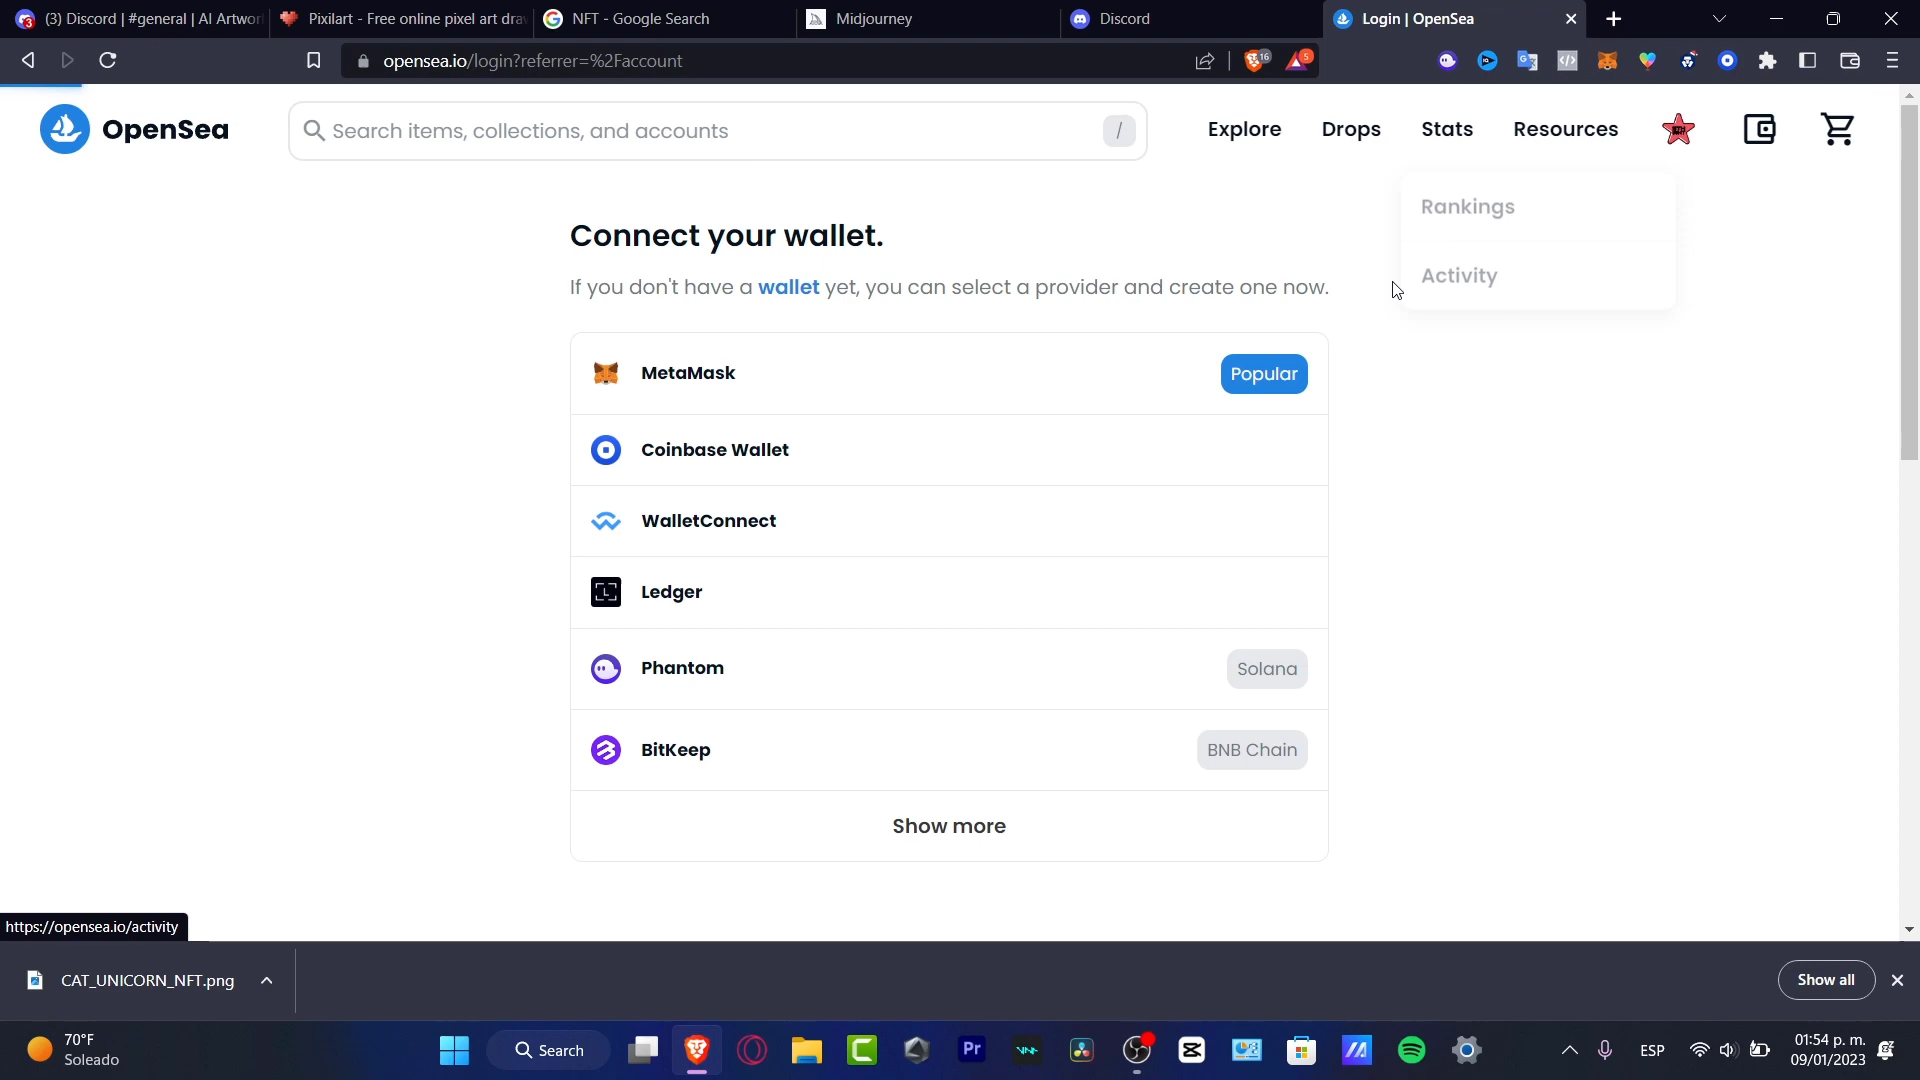 (3) Discord | #general | AI Artwor
Pixilart - Free online pixel art dra
NFT - Google Search
Midjourney
Discord
Login | OpenSea
opensea.io/login?referrer=%2Faccount
16
5
OpenSea
Search items, collections, and accounts
/
Explore
Drops
Stats
Resources
Rankings
Activity
Connect your wallet.
If you don't have a wallet yet, you can select a provider and create one now.
MetaMask
Popular
Coinbase Wallet
WalletConnect
Ledger
Phantom
Solana
BitKeep
BNB Chain
Show more
https://opensea.io/activity
CAT_UNICORN_NFT.png
Show all
70°F
Soleado
Search
Pr
ESP
01:54 p. m.
09/01/2023